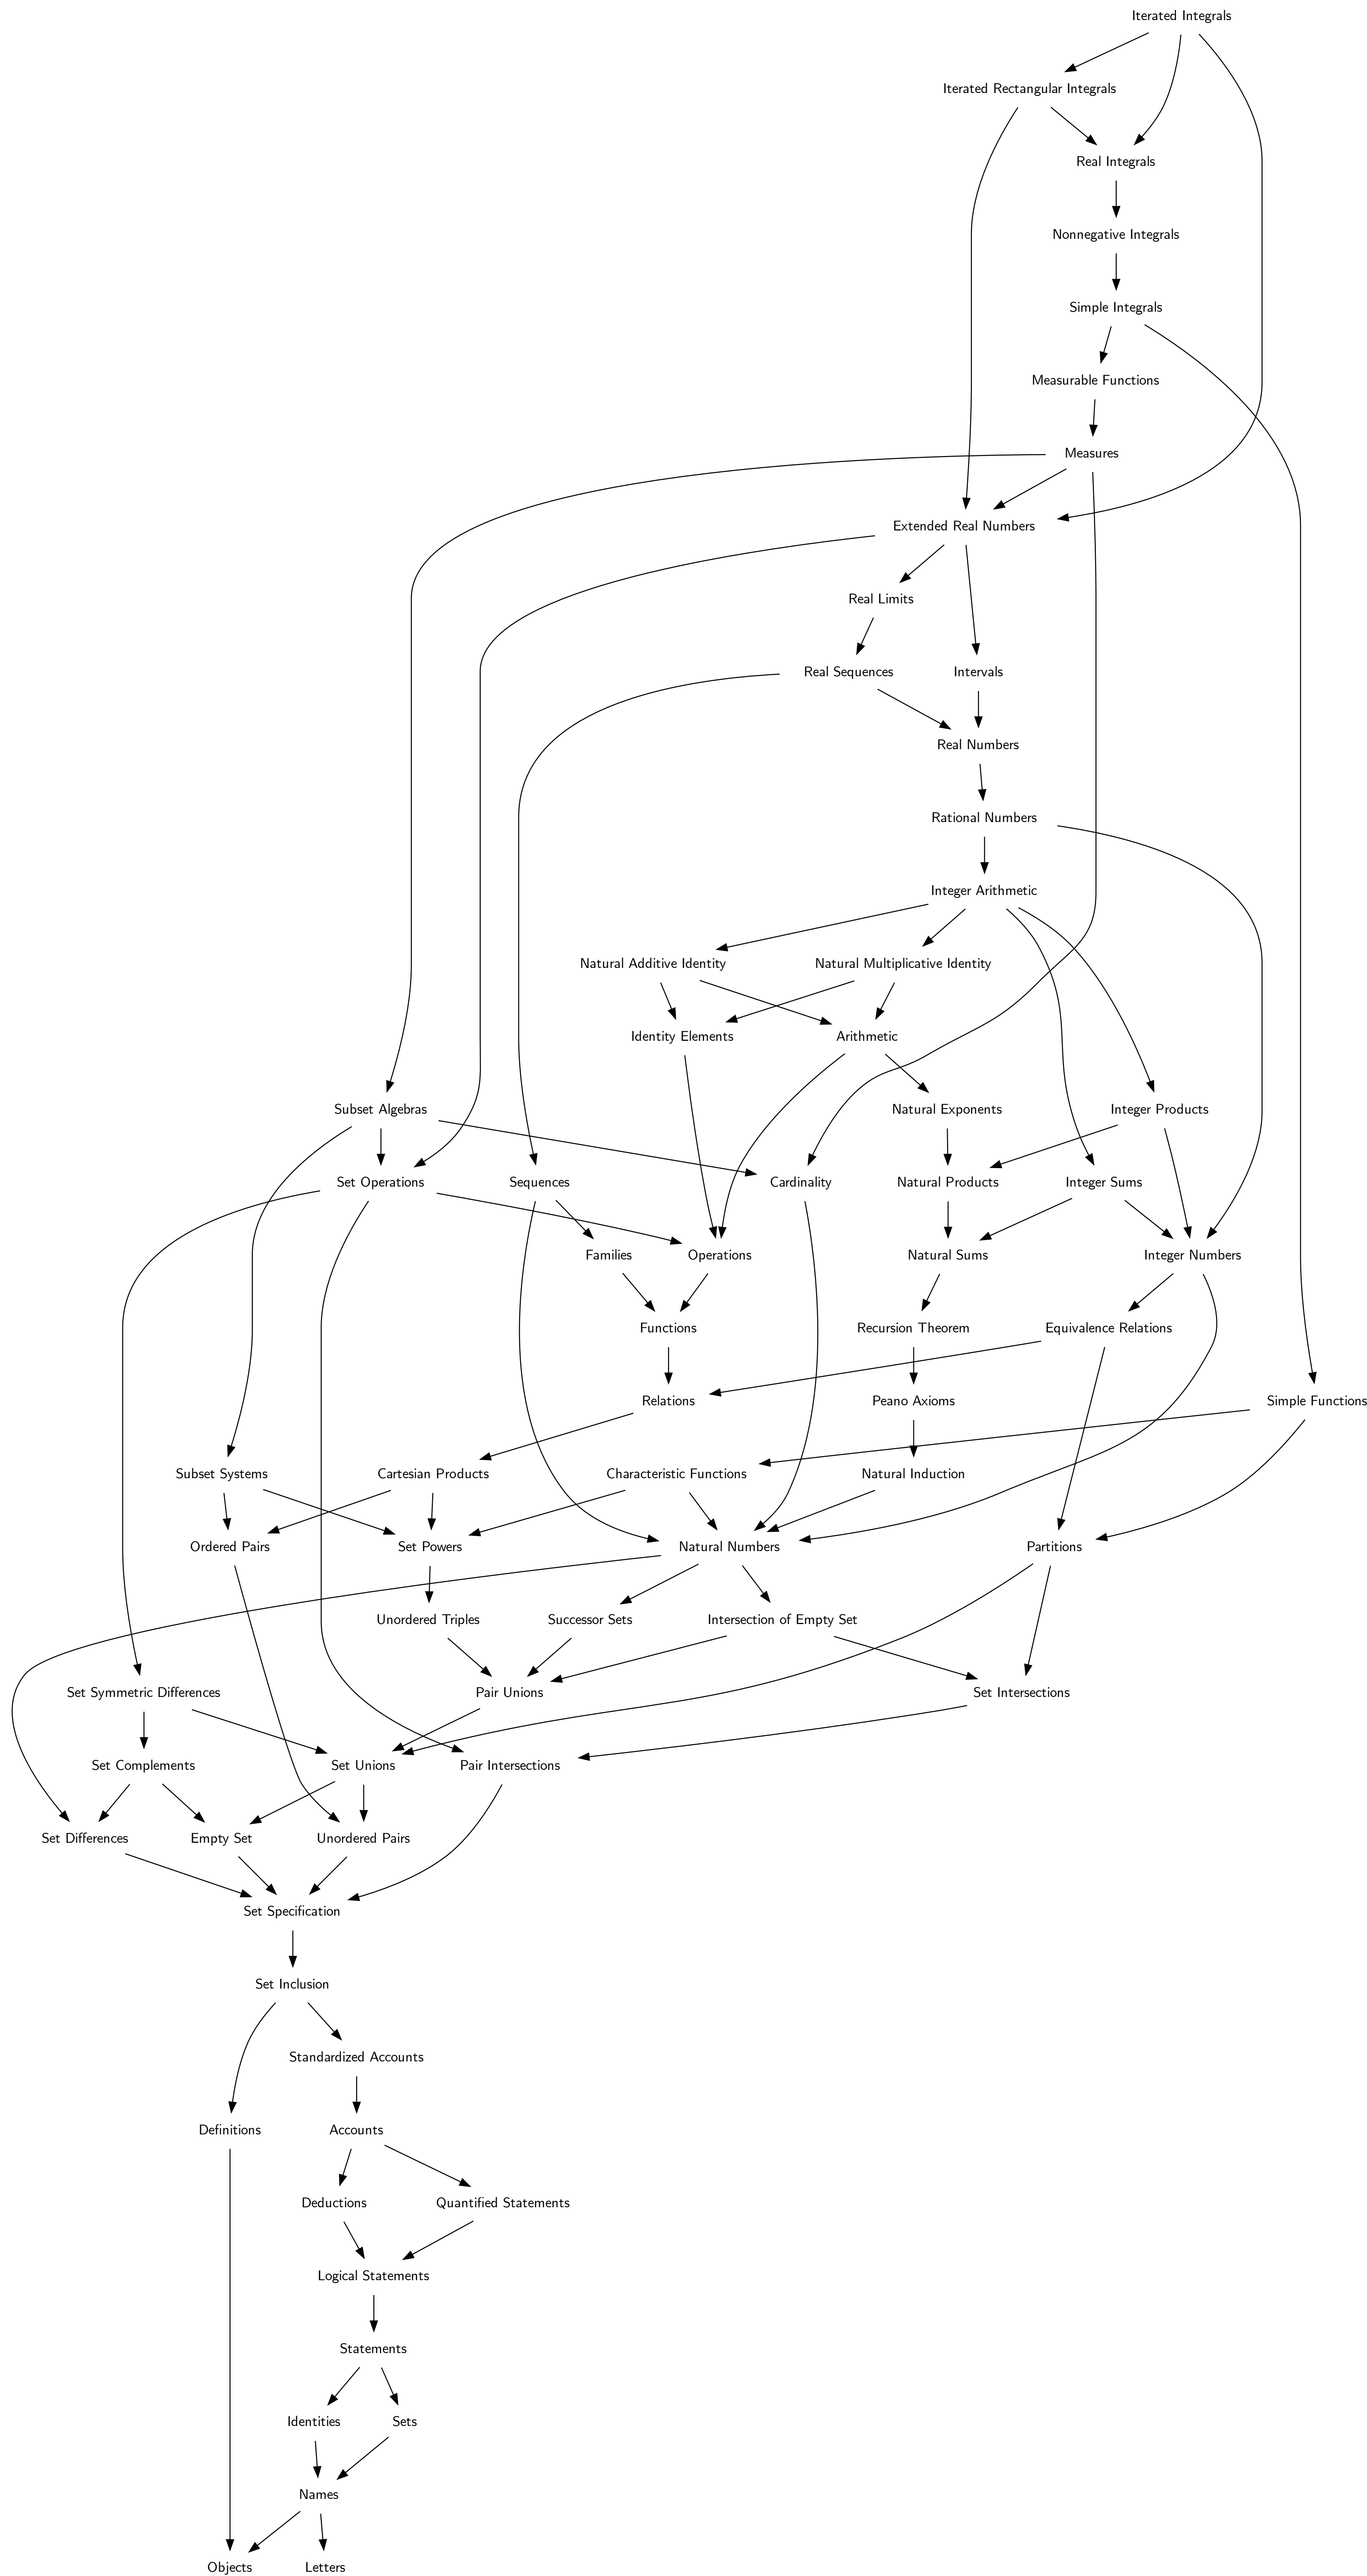 Iterated Integrals
Iterated Rectangular Integrals
Real Integrals
Nonnegative Integrals
Simple Integrals
Measurable Functions
Measures
Extended Real Numbers
Real Limits
Real Sequences
Intervals
Real Numbers
Rational Numbers
Integer Arithmetic
Natural Additive Identity
Natural Multiplicative Identity
Identity Elements
Arithmetic
Subset Algebras
Natural Exponents
Integer Products
Set Operations
Sequences
Cardinality
Natural Products
Integer Sums
Families
Operations
Natural Sums
Integer Numbers
Functions
Recursion Theorem
Equivalence Relations
Relations
Peano Axioms
Simple Functions
Subset Systems
Cartesian Products
Characteristic Functions
Natural Induction
Ordered Pairs
Set Powers
Natural Numbers
Partitions
Unordered Triples
Successor Sets
Intersection of Empty Set
Set Symmetric Differences
Pair Unions
Set Intersections
Set Complements
Set Unions
Pair Intersections
Set Differences
Empty Set
Unordered Pairs
Set Specification
Set Inclusion
Standardized Accounts
Definitions
Accounts
Deductions
Quantified Statements
Logical Statements
Statements
Identities
Sets
Names
Objects
Letters